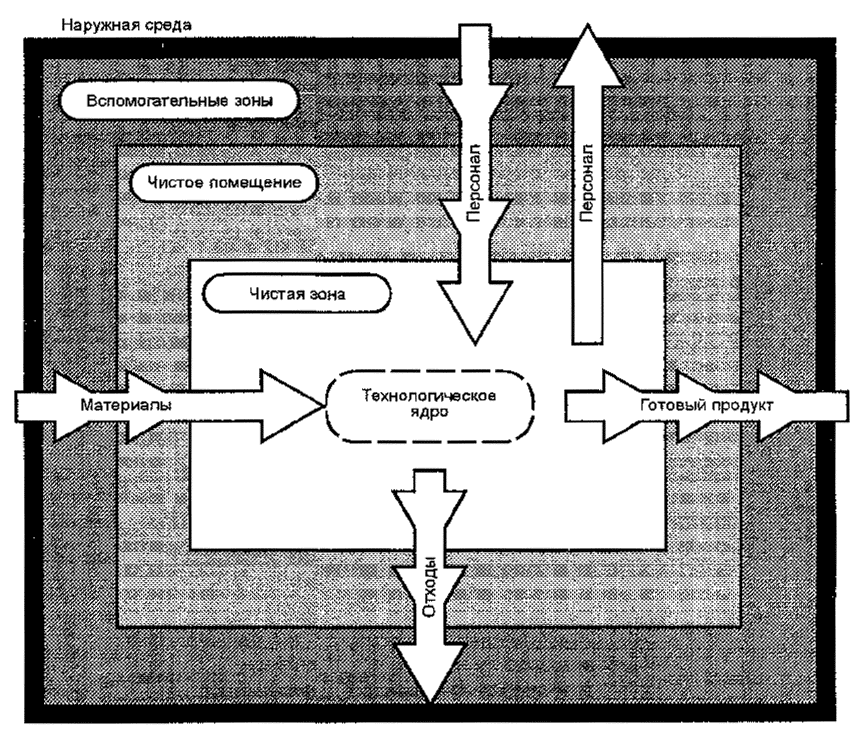 Наружная среда
Вспомогательные зоны
Чистое помещение
Персонал
Персонал
Чистая зона
Материалы
Технологическое
ядро
Готовый продукт
Отходы